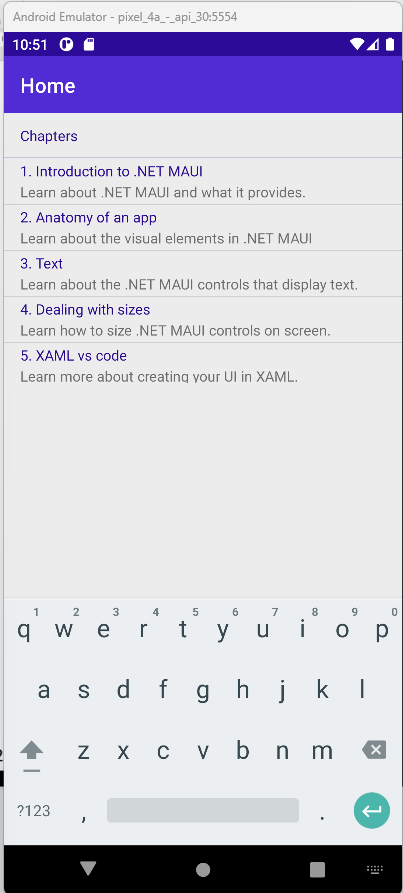 Android Emulator - pixel_4a_-_api_30:5554
10:51
Home
Chapters
1. Introduction to .NET MAUI
Learn about .NET MAUI and what it provides.
2. Anatomy of an app
Learn about the visual elements in .NET MAUI
3. Text
Learn about the .NET MAUI controls that display text.
4. Dealing with sizes
Learn how to size .NET MAUI controls on screen.
5. XAML vs code
Learn more about creating your UI in XAML.
1 2 3 4 5 6 7 8 9 0
q w e r t y u i o p
a s d f g h j k l
z x c v b n m
?123 , .